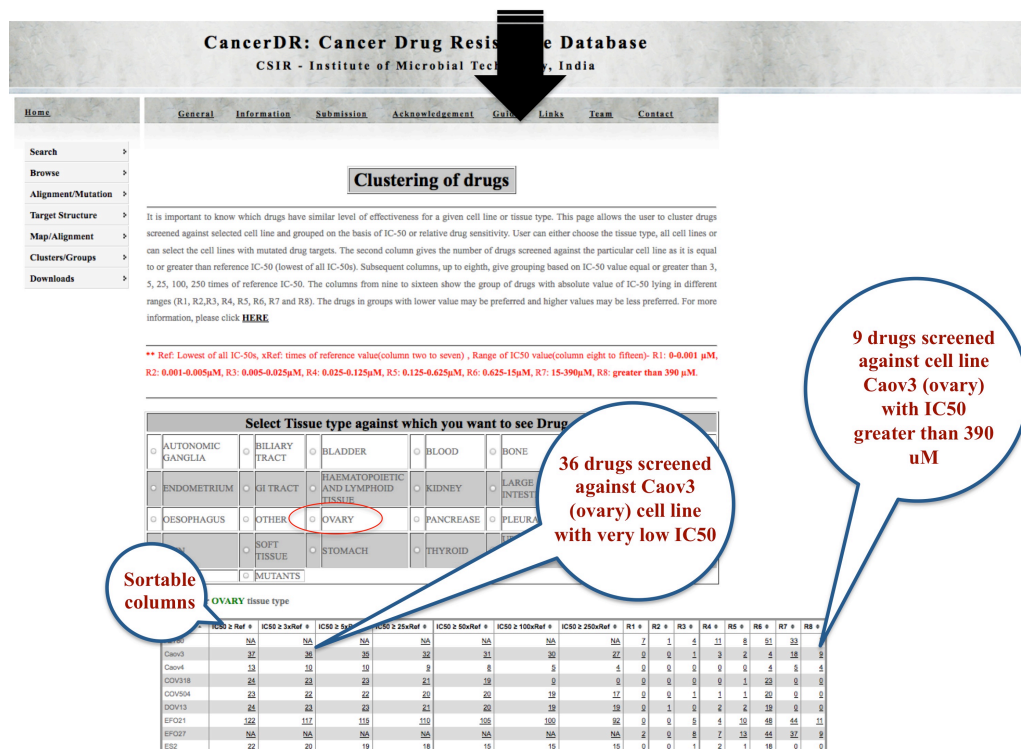 CancerDR: Cancer Drug Resis e Database
CSIR - Institute of Microbial Tech y, India
Home
General Information Submission Acknowledgement Guide Links Team Contact
Search
Browse
Alignment/Mutation
Target Structure
Map/Alignment
Clusters/Groups
Downloads
Clustering of drugs
It is important to know which drugs have similar level of effectiveness for a given cell line or tissue type. This page allows the user to cluster drugs
screened against selected cell line and grouped on the basis of IC-50 or relative drug sensitivity. User can either choose the tissue type, all cell lines or
can select the cell lines with mutated drug targets. The second column gives the number of drugs screened against the particular cell line as it is equal
to or greater than reference IC-50 (lowest of all IC-50s). Subsequent columns, up to eighth, give grouping based on IC-50 value equal or greater than 3,
5, 25, 100, 250 times of reference IC-50. The columns from nine to sixteen show the group of drugs with absolute value of IC-50 lying in different
ranges (R1, R2,R3, R4, R5, R6, R7 and R8). The drugs in groups with lower value may be preferred and higher values may be less preferred. For more
information, please click HERE
** Ref: Lowest of all IC-50s, xRef: times of reference value(column two to seven) , Range of IC50 value(column eight to fifteen)- R1: 0-0.001 µM,
R2: 0.001-0.005µM, R3: 0.005-0.025µM, R4: 0.025-0.125µM, R5: 0.125-0.625µM, R6: 0.625-15µM, R7: 15-390µM, R8: greater than 390 µM.
9 drugs screened
against cell line
Caov3 (ovary)
with IC50
greater than 390
uM
Select Tissue type against which you want to see Drug
AUTONOMIC GANGLIA BILIARY TRACT BLADDER BLOOD BONE
ENDOMETRIUM GI TRACT HAEMATOPOIETIC AND LYMPHOID TISSUE KIDNEY LARGE INTEST
OESOPHAGUS OTHER OVARY PANCREASE PLEURA
SOFT TISSUE STOMACH THYROID
MUTANTS
36 drugs screened
against Caov3
(ovary) cell line
with very low IC50
Sortable
columns
OVARY tissue type
IC50 ≥ Ref IC50 ≥ 3xRef IC50 ≥ 5xRef IC50 ≥ 25xRef IC50 ≥ 50xRef IC50 ≥ 100xRef IC50 ≥ 250xRef R1 R2 R3 R4 R5 R6 R7 R8
NA NA NA NA NA NA NA 7 1 4 11 8 51 33
Caov3 37 36 35 32 31 30 27 0 0 1 3 2 4 18 9
Caov4 13 10 10 9 8 5 4 0 0 0 0 0 4 5 4
COV318 24 23 23 21 19 0 0 0 0 0 0 1 23 0 0
COV504 23 22 22 20 20 19 17 0 0 1 1 1 20 0 0
DOV13 24 23 23 21 20 19 19 0 1 0 2 2 19 0 0
EFO21 122 117 115 110 105 100 92 0 0 5 4 10 48 44 11
EFO27 NA NA NA NA NA NA NA 2 0 8 7 13 44 37 9
ES2 22 20 19 18 15 15 15 0 0 1 2 1 18 0 0